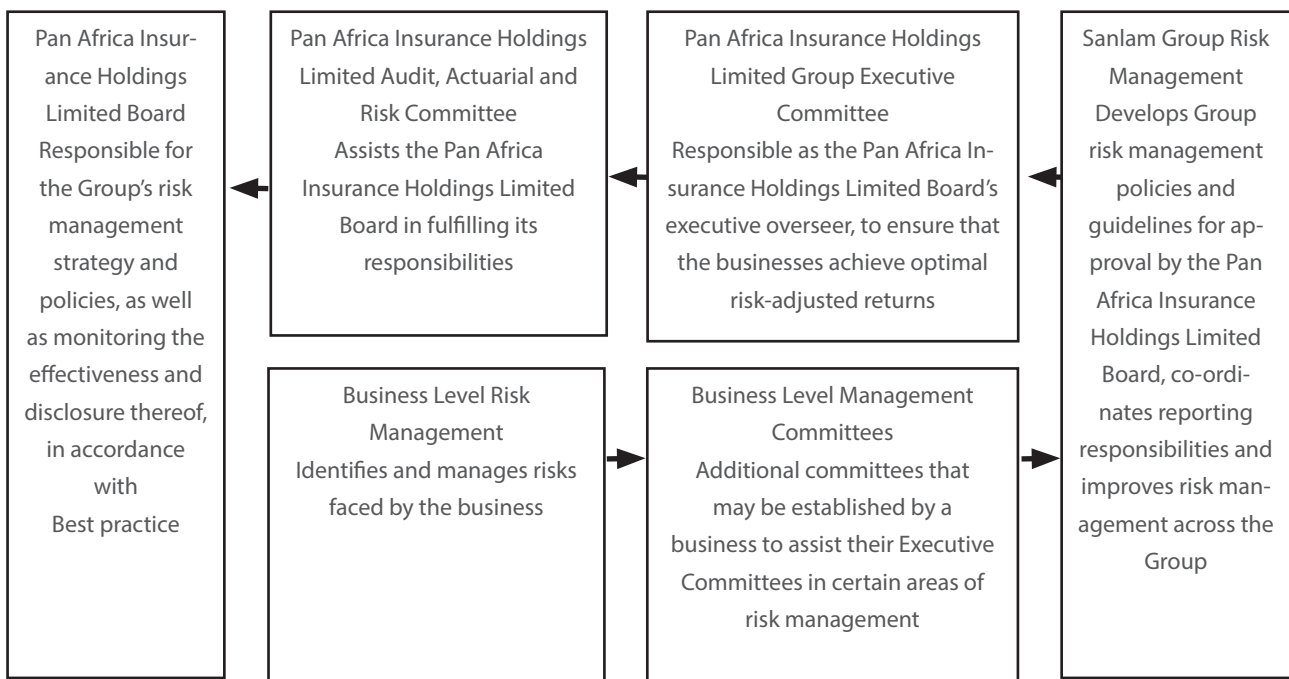 Pan Africa Insur-
ance Holdings
Limited Board
Responsible for
the Group's risk
management
strategy and
policies, as well
as monitoring the
effectiveness and
disclosure thereof,
in accordance
with
Best practice
Pan Africa Insurance Holdings
Limited Audit, Actuarial and
Risk Committee
Assists the Pan Africa
Insurance Holdings Limited
Board in fulfilling its
responsibilities
Pan Africa Insurance Holdings
Limited Group Executive
Committee
Responsible as the Pan Africa In-
surance Holdings Limited Board's
executive overseer, to ensure that
the businesses achieve optimal
risk-adjusted returns
Sanlam Group Risk
Management
Develops Group
risk management
policies and
guidelines for ap-
proval by the Pan
Africa Insurance
Holdings Limited
Board, co-ordi-
nates reporting
responsibilities and
improves risk man-
agement across the
Group
Business Level Risk
Management
Identifies and manages risks
faced by the business
Business Level Management
Committees
Additional committees that
may be established by a
business to assist their Executive
Committees in certain areas of
risk management